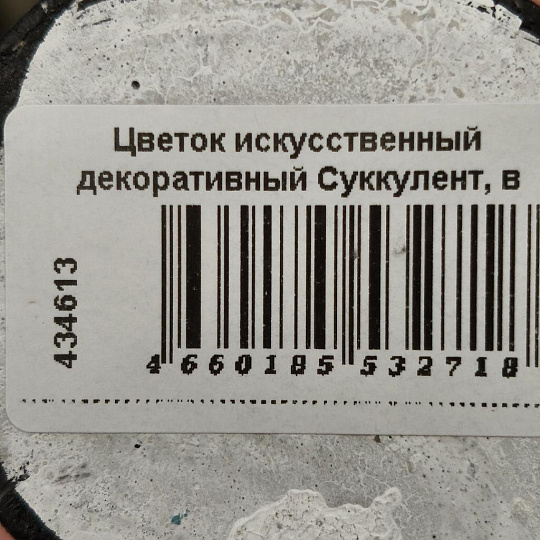 Цветок искусственный
декоративный Суккулент, в
434613
4 660185 532718